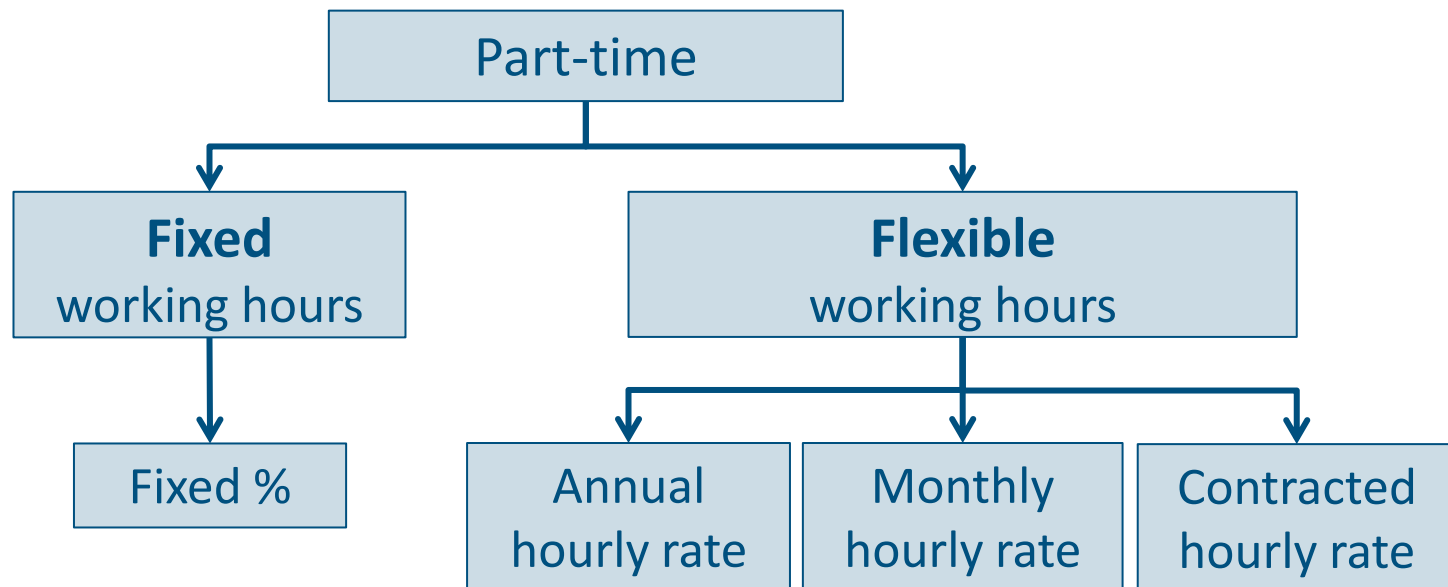 Part-time
Fixed
working hours
Flexible
working hours
Fixed %
Annual
hourly rate
Monthly
hourly rate
Contracted
hourly rate